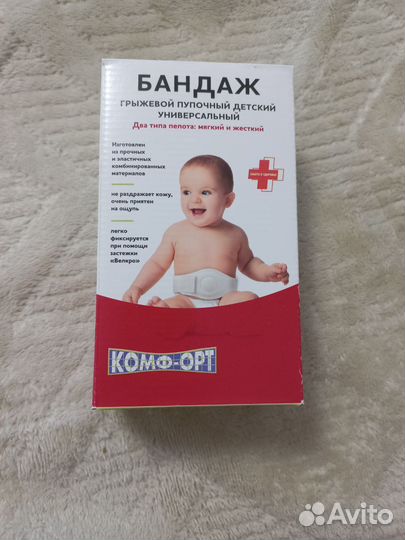 БАНДАЖ
ГРЫЖЕВОЙ ПУПОЧНЫЙ ДЕТСКИЙ
УНИВЕРСАЛЬНЫЙ
Два типа пелота: мягкий и жесткий
Изготовлен
из прочных
и эластичных
комбинированных
материалов
не раздражает кожу,
очень приятен
на ощупь
легко
фиксируется
при помощи
застежки
«Велкро»
КОМФ-ОРТ
Avito